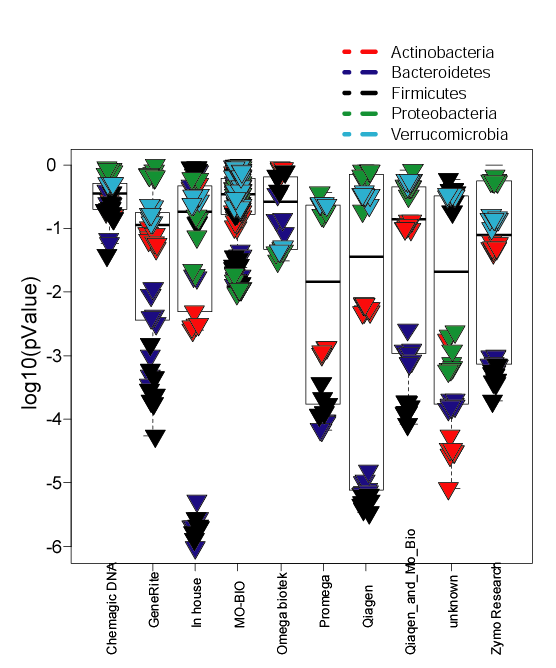 Actinobacteria
Bacteroidetes
Firmicutes
Proteobacteria
Verrucomicrobia
log10(pValue)
0
-1
-2
-3
-4
-5
-6
Chemagic DNA
GeneRite
In house
MO-BIO
Omega biotek
Promega
Qiagen
Qiaqen_and_Mo_Bio
unknown
Zymo Research